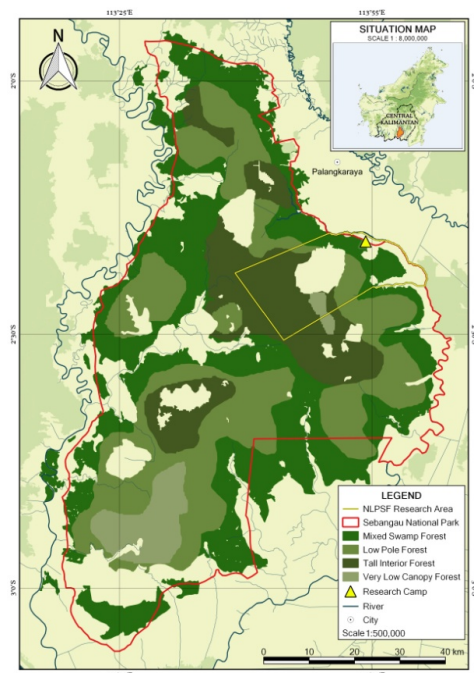 113°25'E 113°55'E
SITUATION MAP
SCALE 1 : 8,000,000
CENTRAL
KALIMANTAN
N
2°0'S
Palangkaraya
2°30'S
LEGEND
NLPSF Research Area
Sebangau National Park
Mixed Swamp Forest
Low Pole Forest
Tall Interior Forest
Very Low Canopy Forest
Research Camp
River
City
Scale 1:500,000
3°0'S
0 10 20 30 40 km